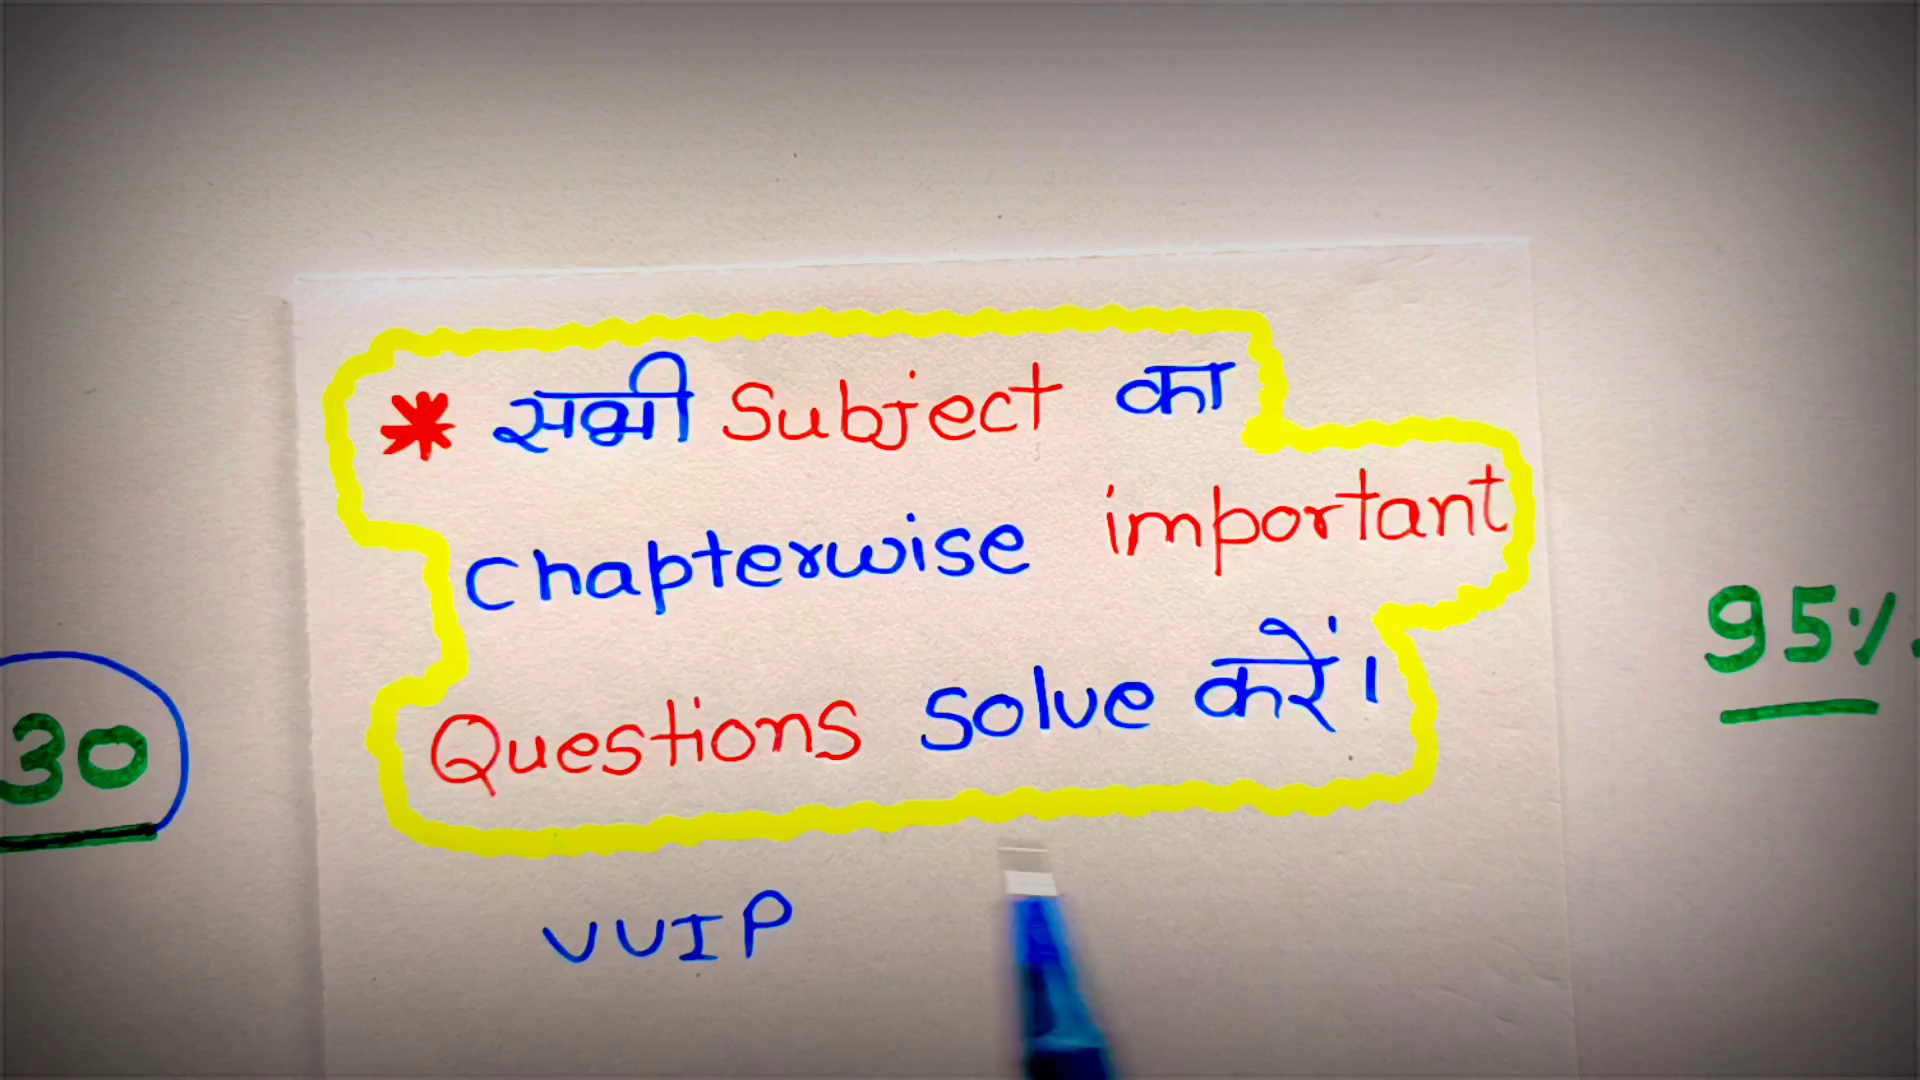 * सभी Subject का
Chapterwise important
Questions solve करें।
VVIP
30
95%